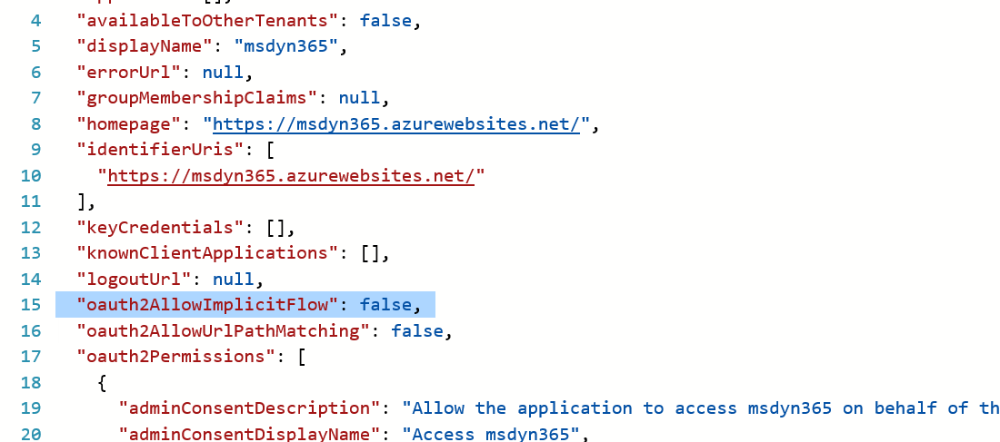 4 "availableToOtherTenants": false,
5 "displayName": "msdyn365",
6 "errorUrl": null,
7 "groupMembershipClaims": null,
8 "homepage": "https://msdyn365.azurewebsites.net/",
9 "identifierUris": [
10 "https://msdyn365.azurewebsites.net/"
11 ],
12 "keyCredentials": [],
13 "knownClientApplications": [],
14 "logoutUrl": null,
15 "oauth2AllowImplicitFlow": false,
16 "oauth2AllowUrlPathMatching": false,
17 "oauth2Permissions": [
18 {
19 "adminConsentDescription": "Allow the application to access msdyn365 on behalf of th
20 "adminConsentDisplayName": "Access msdyn365",